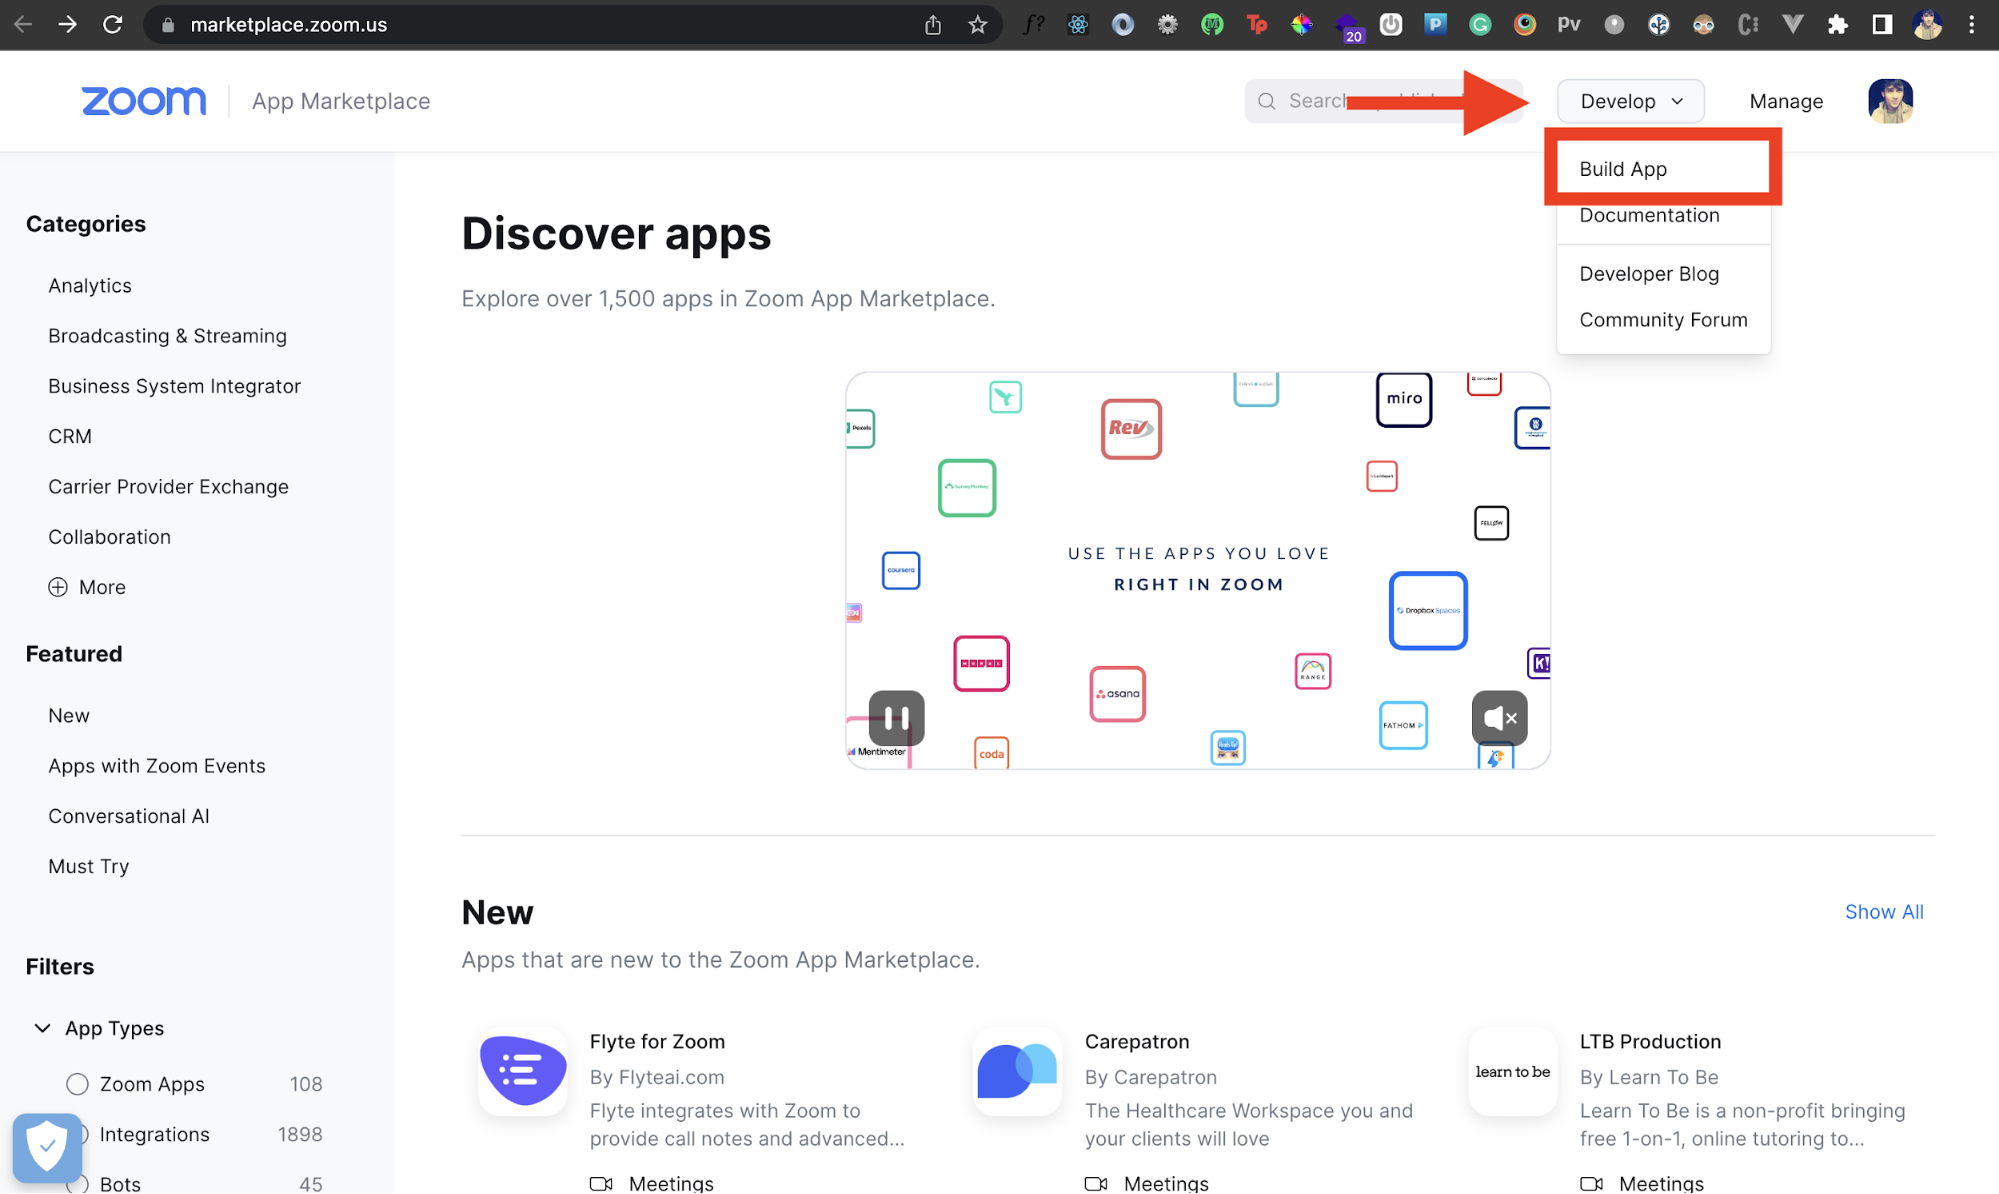 marketplace.zoom.us
20
zoom
App Marketplace
Search
Develop
Manage
Build App
Documentation
Developer Blog
Community Forum
Categories
Analytics
Broadcasting & Streaming
Business System Integrator
CRM
Carrier Provider Exchange
Collaboration
More
Featured
New
Apps with Zoom Events
Conversational AI
Must Try
Filters
App Types
Zoom Apps 108
Integrations 1898
Bots 45
Discover apps
Explore over 1,500 apps in Zoom App Marketplace.
miro
Rev
SurveyMonkey
FELLOW
coursera
USE THE APPS YOU LOVE
RIGHT IN ZOOM
Dropbox Spaces
asana
RANGE
K!
FATHOM
Mentimeter
coda
New
Show All
Apps that are new to the Zoom App Marketplace.
Flyte for Zoom
By Flyteai.com
Flyte integrates with Zoom to
provide call notes and advanced...
Meetings
Carepatron
By Carepatron
The Healthcare Workspace you and
your clients will love
Meetings
learn to be
LTB Production
By Learn To Be
Learn To Be is a non-profit bringing
free 1-on-1, online tutoring to...
Meetings